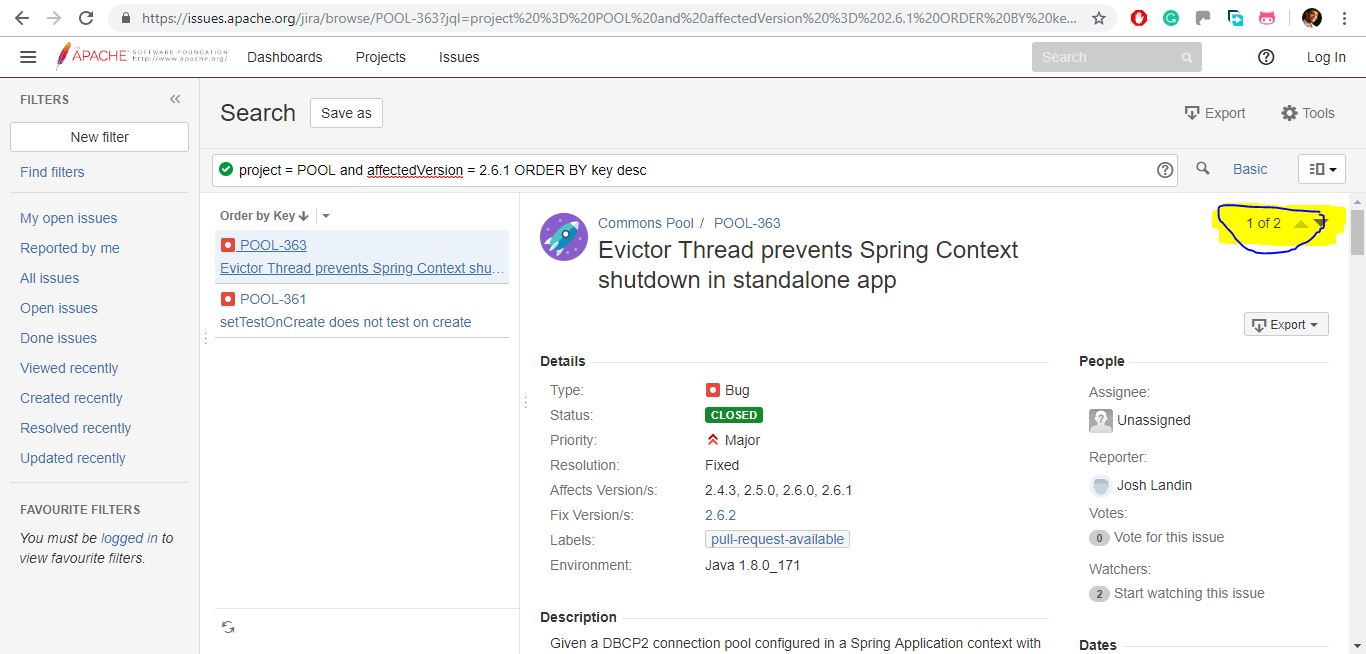 https://issues.apache.org/jira/browse/POOL-363?jql=project%20%3D%20POOL%20and%20affectedVersion%20%3D%202.6.1%20ORDER%20BY%20ke...
THE
APACHE SOFTWARE FOUNDATION
http://www.apache.org/
Dashboards Projects Issues Search Log In
FILTERS
New filter
Find filters
My open issues
Reported by me
All issues
Open issues
Done issues
Viewed recently
Created recently
Resolved recently
Updated recently
FAVOURITE FILTERS
You must be logged in to
view favourite filters.
Search Save as Export Tools
project = POOL and affectedVersion = 2.6.1 ORDER BY key desc
Basic
Order by Key
POOL-363
Evictor Thread prevents Spring Context shu...
POOL-361
setTestOnCreate does not test on create
Commons Pool / POOL-363
1 of 2
Evictor Thread prevents Spring Context
shutdown in standalone app
Export
Details
Type: Bug
Status: CLOSED
Priority: Major
Resolution: Fixed
Affects Version/s: 2.4.3, 2.5.0, 2.6.0, 2.6.1
Fix Version/s: 2.6.2
Labels: pull-request-available
Environment: Java 1.8.0_171
Description
Given a DBCP2 connection pool configured in a Spring Application context with
People
Assignee:
Unassigned
Reporter:
Josh Landin
Votes:
0 Vote for this issue
Watchers:
2 Start watching this issue
Dates